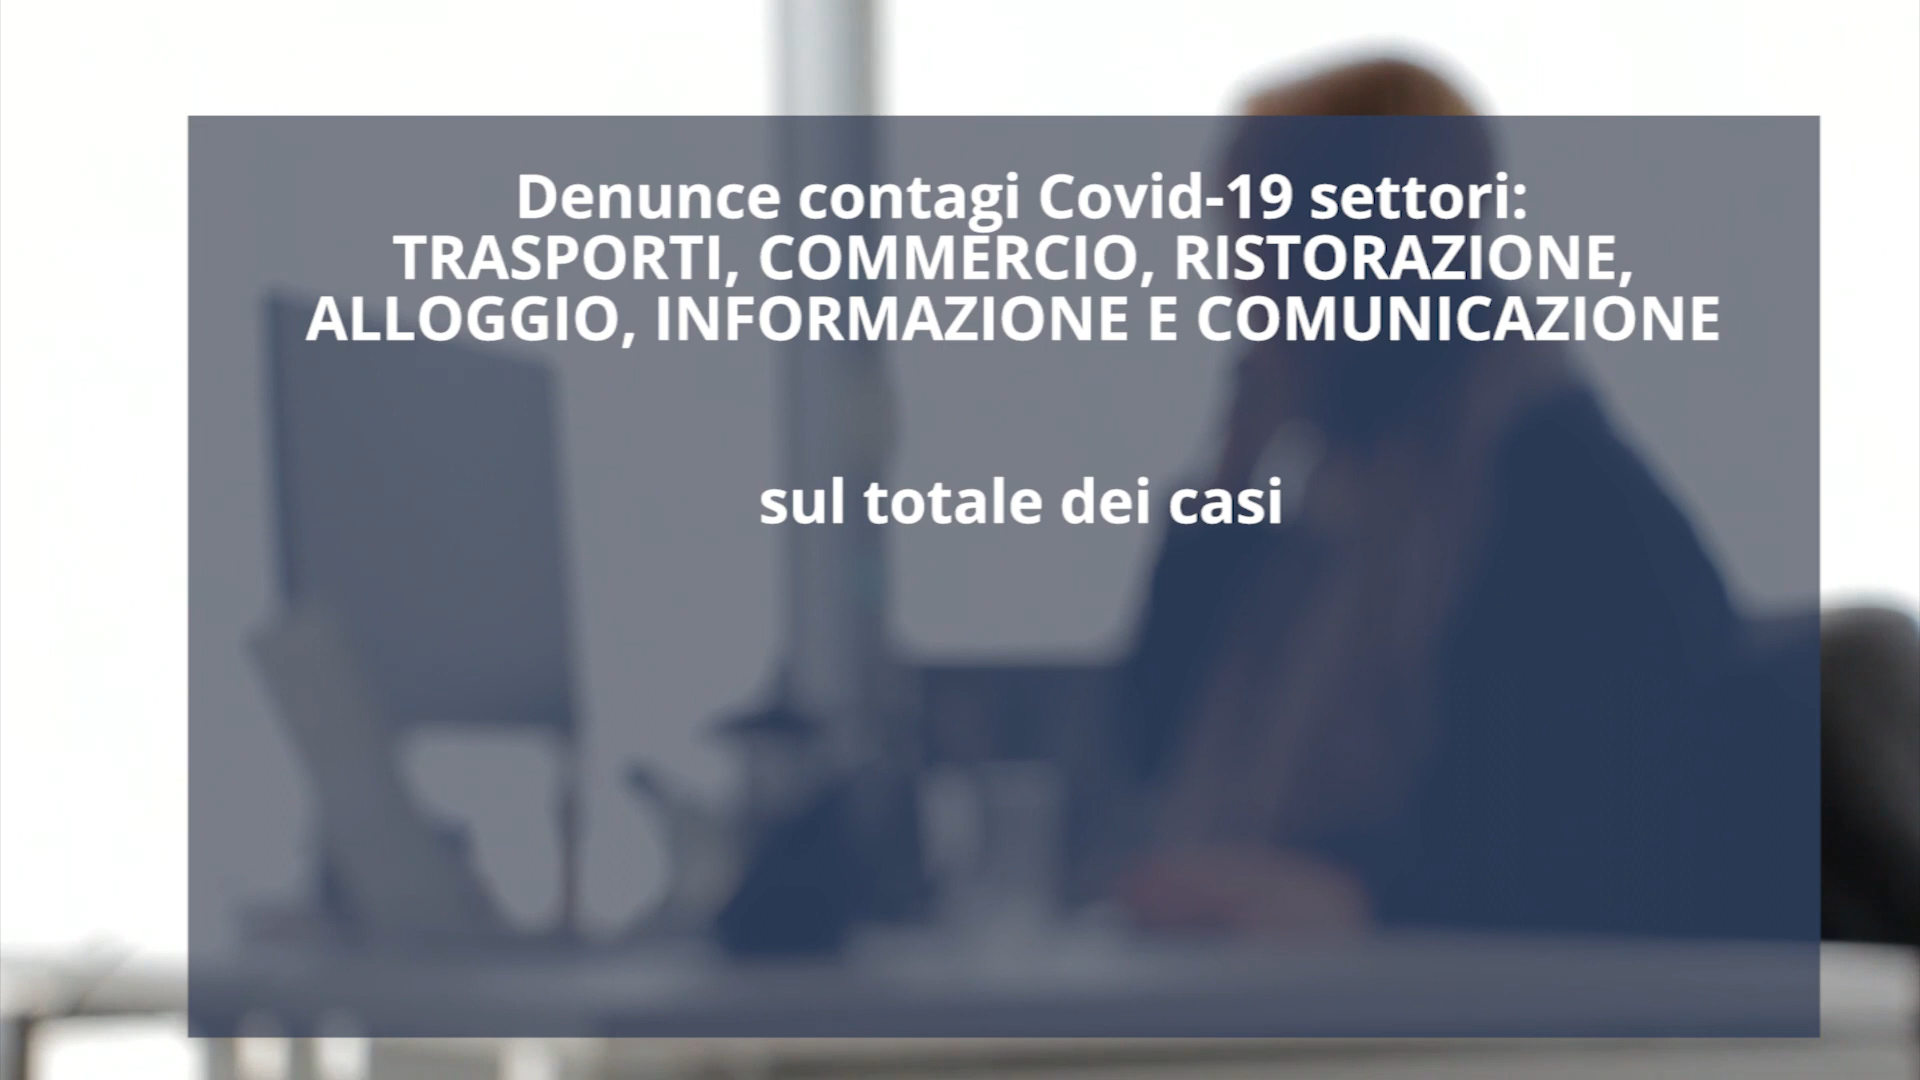 Denunce contagi Covid-19 settori:
TRASPORTI, COMMERCIO, RISTORAZIONE,
ALLOGGIO, INFORMAZIONE E COMUNICAZIONE
sul totale dei casi